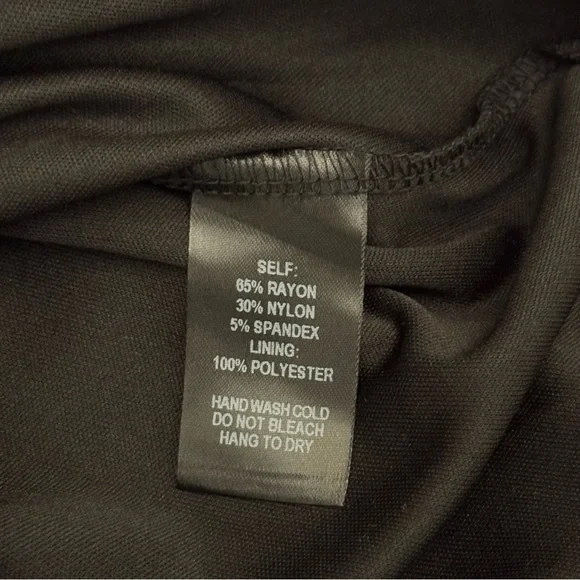 SELF:
65% RAYON
30% NYLON
5% SPANDEX
LINING:
100% POLYESTER
HAND WASH COLD
DO NOT BLEACH
HANG TO DRY